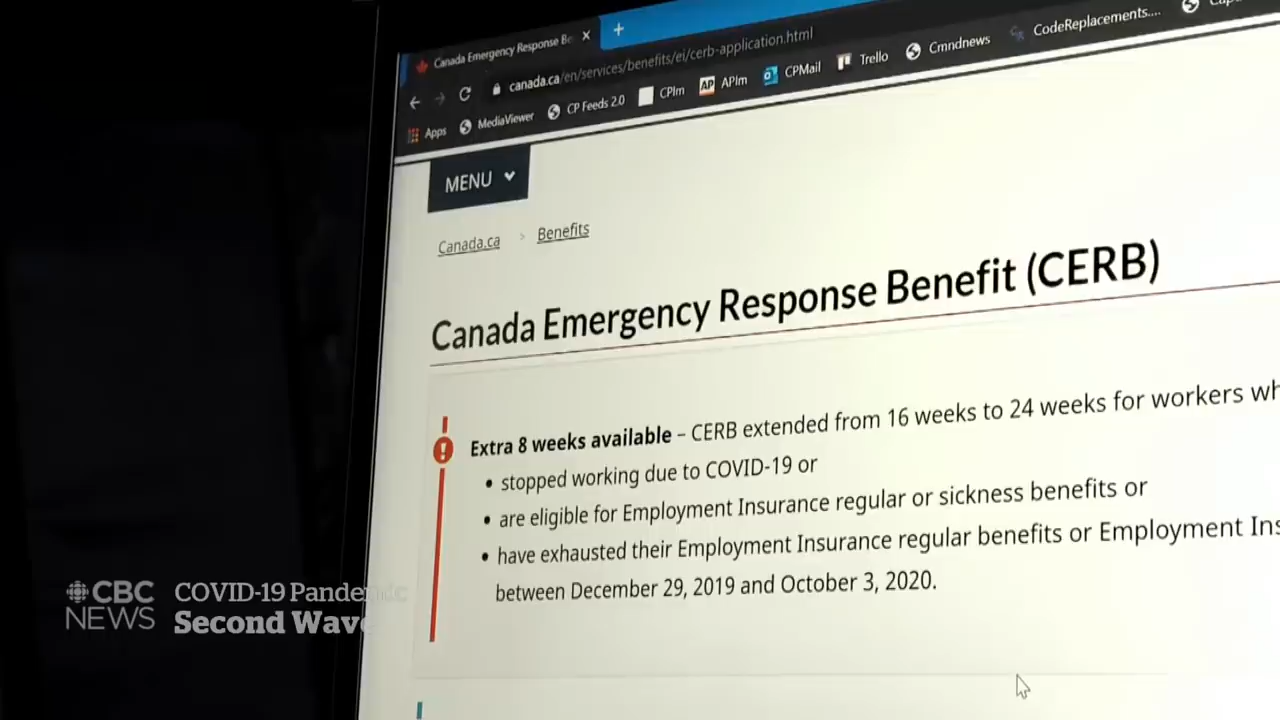 Canada Emergency Response Be
canada.ca/en/services/benefits/ei/cerb-application.html
Apps MediaViewer CP Feeds 2.0 CPIm AP APIm CPMail Trello Cmndnews CodeReplacements....
MENU
Canada.ca > Benefits
Canada Emergency Response Benefit (CERB)
Extra 8 weeks available – CERB extended from 16 weeks to 24 weeks for workers wh
• stopped working due to COVID-19 or
• are eligible for Employment Insurance regular or sickness benefits or
• have exhausted their Employment Insurance regular benefits or Employment Ins
between December 29, 2019 and October 3, 2020.
CBC NEWS
COVID-19 Pandemic
Second Wave